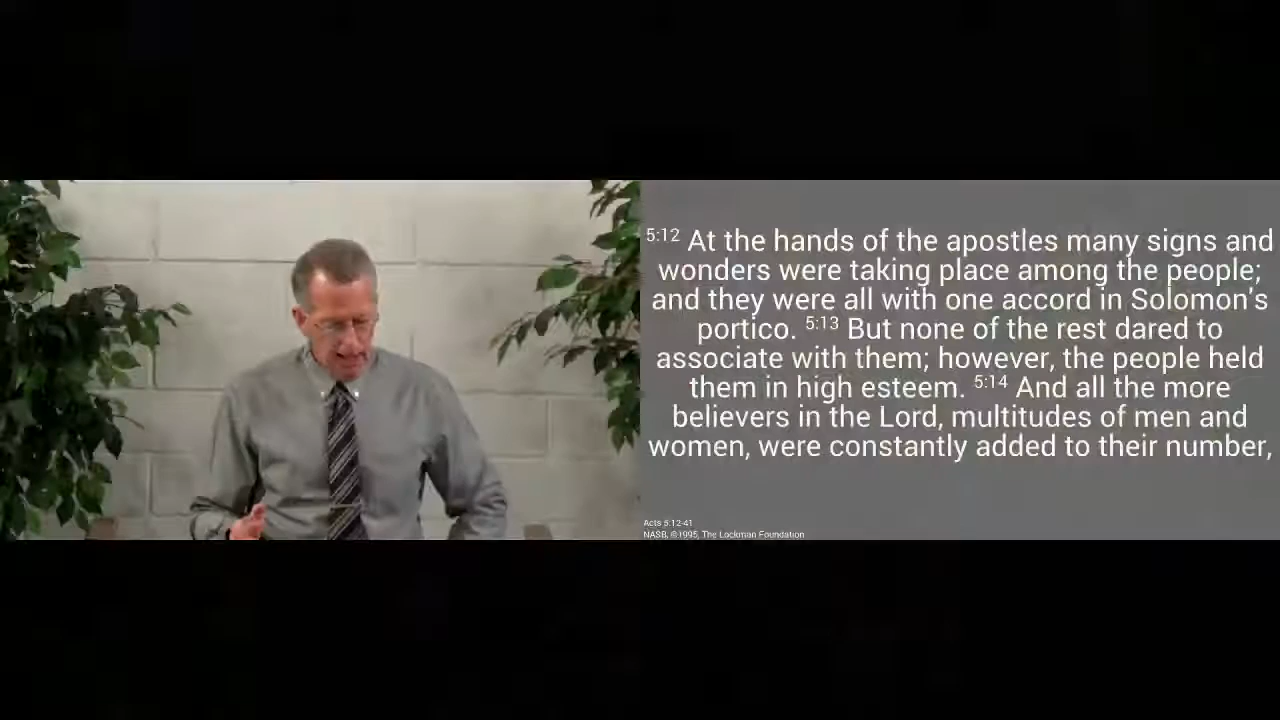 5:12 At the hands of the apostles many signs and
wonders were taking place among the people;
and they were all with one accord in Solomon's
portico. 5:13 But none of the rest dared to
associate with them; however, the people held
them in high esteem. 5:14 And all the more
believers in the Lord, multitudes of men and
women, were constantly added to their number,
Acts 5:12-41
NASB, ©1995, The Lockman Foundation